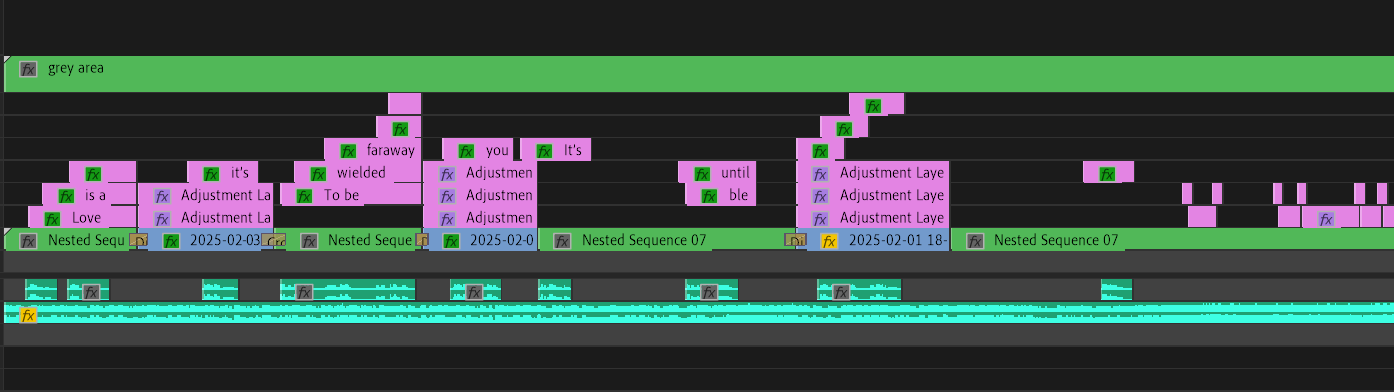 fx grey area
fx
fx
fx faraway fx you fx It's fx
fx fx it's fx wielded fx Adjustmen fx until fx Adjustment Laye fx
fx is a fx Adjustment La fx To be fx Adjustmen fx ble fx Adjustment Laye
fx Love fx Adjustment La fx Adjustmen fx Adjustment Laye fx
fx Nested Sequ Di fx 2025-02-03 Cro fx Nested Seque fx 2025-02-0 fx Nested Sequence 07 Di fx 2025-02-01 18- fx Nested Sequence 07
fx fx fx fx fx
fx